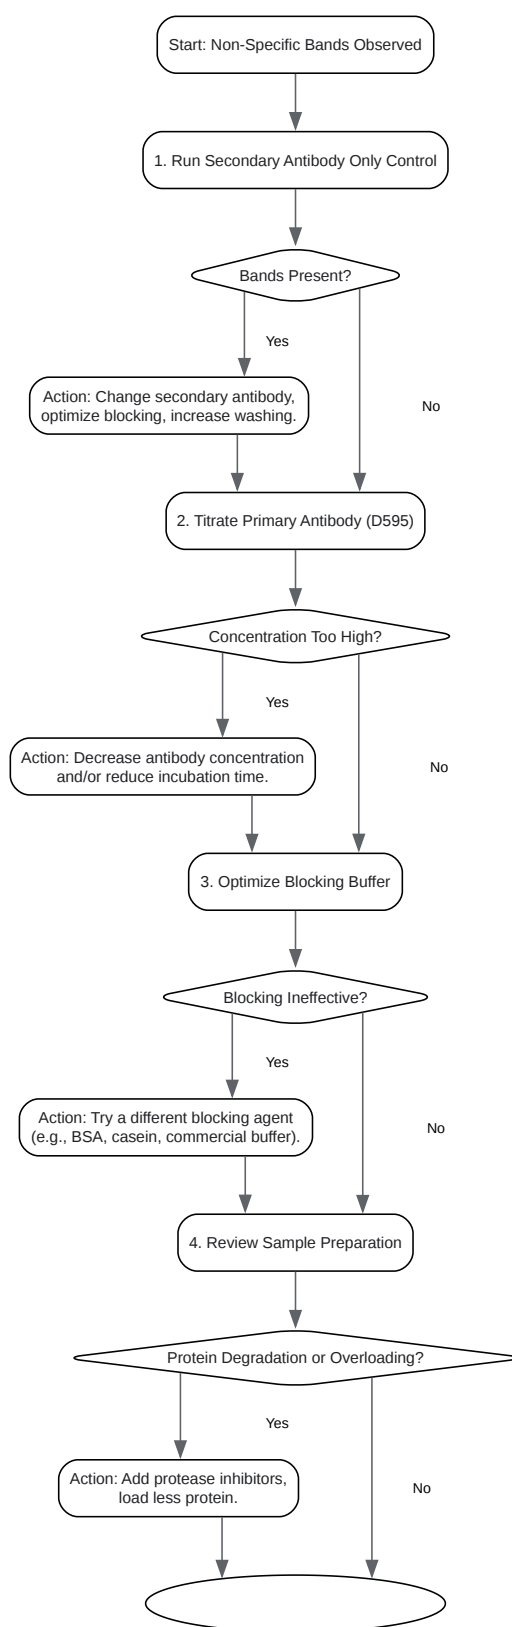 Start: Non-Specific Bands Observed
1. Run Secondary Antibody Only Control
Bands Present?
Yes
Action: Change secondary antibody,
optimize blocking, increase washing.
No
2. Titrate Primary Antibody (D595)
Concentration Too High?
Yes
Action: Decrease antibody concentration
and/or reduce incubation time.
No
3. Optimize Blocking Buffer
Blocking Ineffective?
Yes
Action: Try a different blocking agent
(e.g., BSA, casein, commercial buffer).
No
4. Review Sample Preparation
Protein Degradation or Overloading?
Yes
Action: Add protease inhibitors,
load less protein.
No